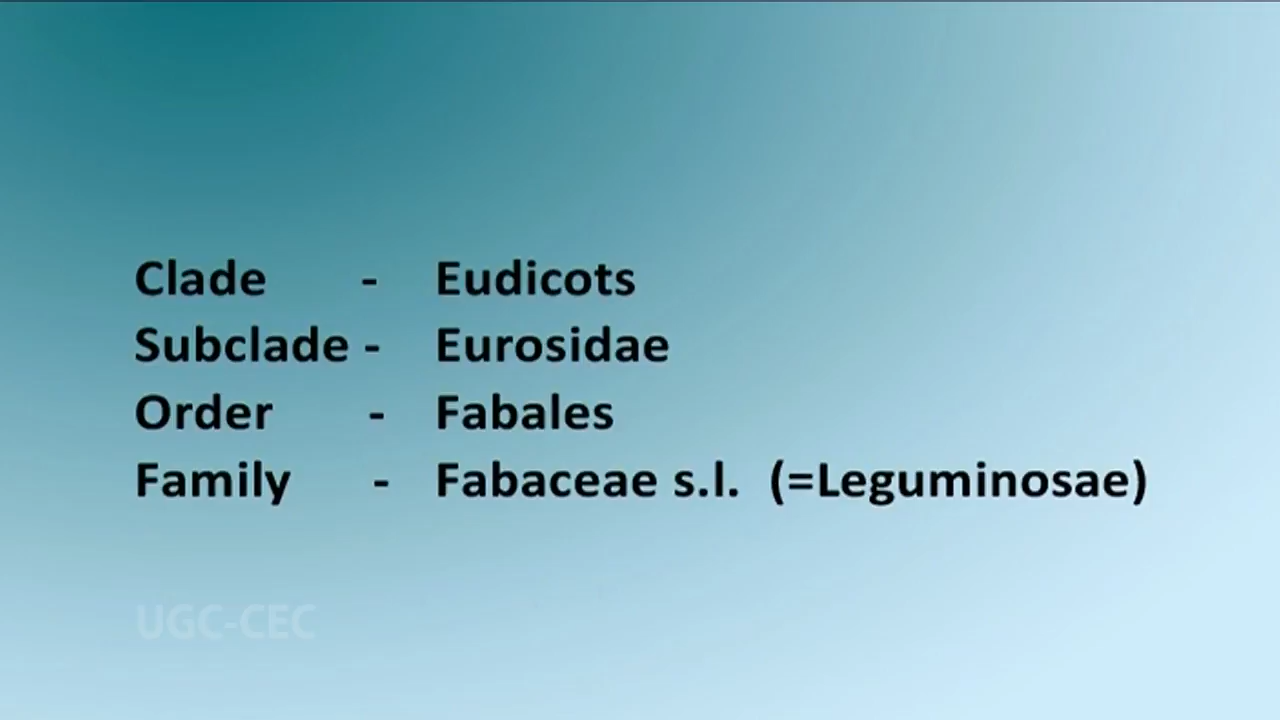 Clade - Eudicots
Subclade - Eurosidae
Order - Fabales
Family - Fabaceae s.l. (=Leguminosae)
UGC-CEC